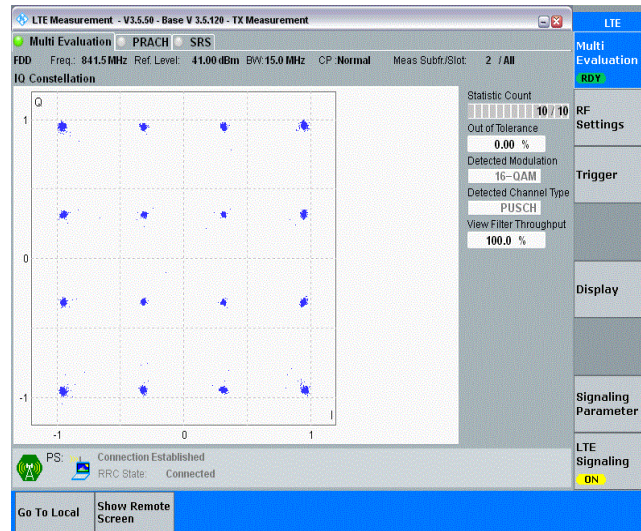 LTE Measurement - V3.5.50 - Base V 3.5.120 - TX Measurement
LTE
Multi Evaluation PRACH SRS
FDD Freq.: 841.5 MHz Ref. Level: 41.00 dBm BW: 15.0 MHz CP :Normal Meas Subfr./Slot: 2 / All
IQ Constellation
Q
1
0
-1
-1 0 1
I
Statistic Count
10 / 10
Out of Tolerance
0.00 %
Detected Modulation
16-QAM
Detected Channel Type
PUSCH
View Filter Throughput
100.0 %
Multi
Evaluation
RDY
RF
Settings
Trigger
Display
Signaling
Parameter
LTE
Signaling
ON
PS: Connection Established
RRC State: Connected
Go To Local
Show Remote
Screen